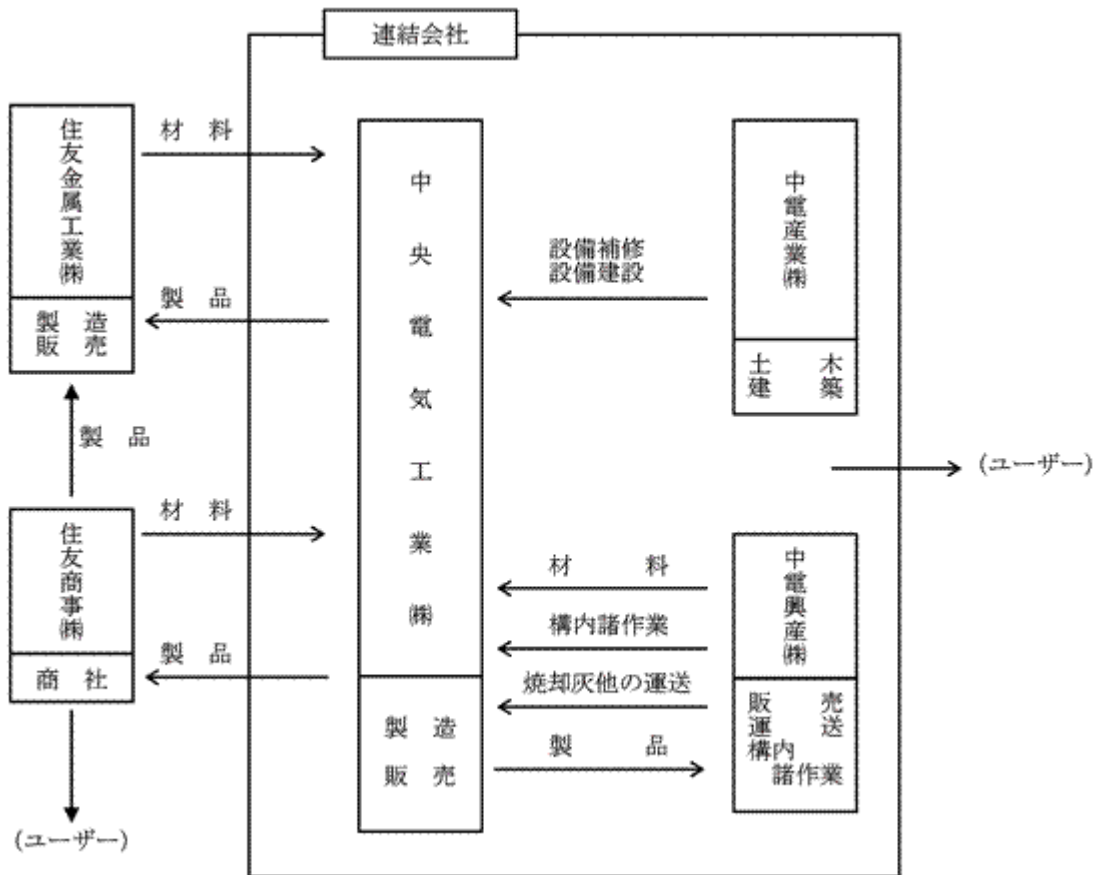 連結会社
住友金属工業㈱
製造
販売
材料
製品
製品
住友商事㈱
商社
材料
製品
(ユーザー)
中央電気工業㈱
製造
販売
設備補修
設備建設
中電産業㈱
土木
建築
(ユーザー)
材料
構内諸作業
焼却灰他の運送
製品
中電興産㈱
販売
運送
構内
諸作業